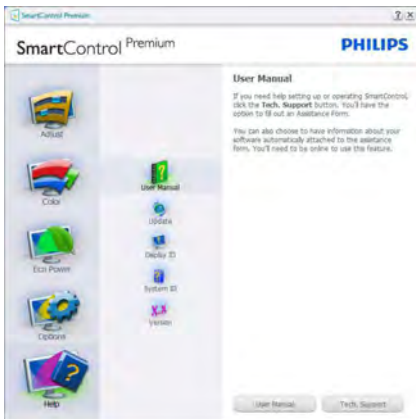 SmartControl Premium
SmartControl Premium
PHILIPS
Adjust
Color
Eco Power
Options
Help
User Manual
Update
Display ID
System ID
X.X
Version
User Manual
If you need help setting up or operating SmartControl,
click the Tech. Support button. You'll have the
option to fill out an Assistance Form.
You can also choose to have information about your
software automatically attached to the assistance
form. You'll need to be online to use this feature.
User Manual
Tech. Support